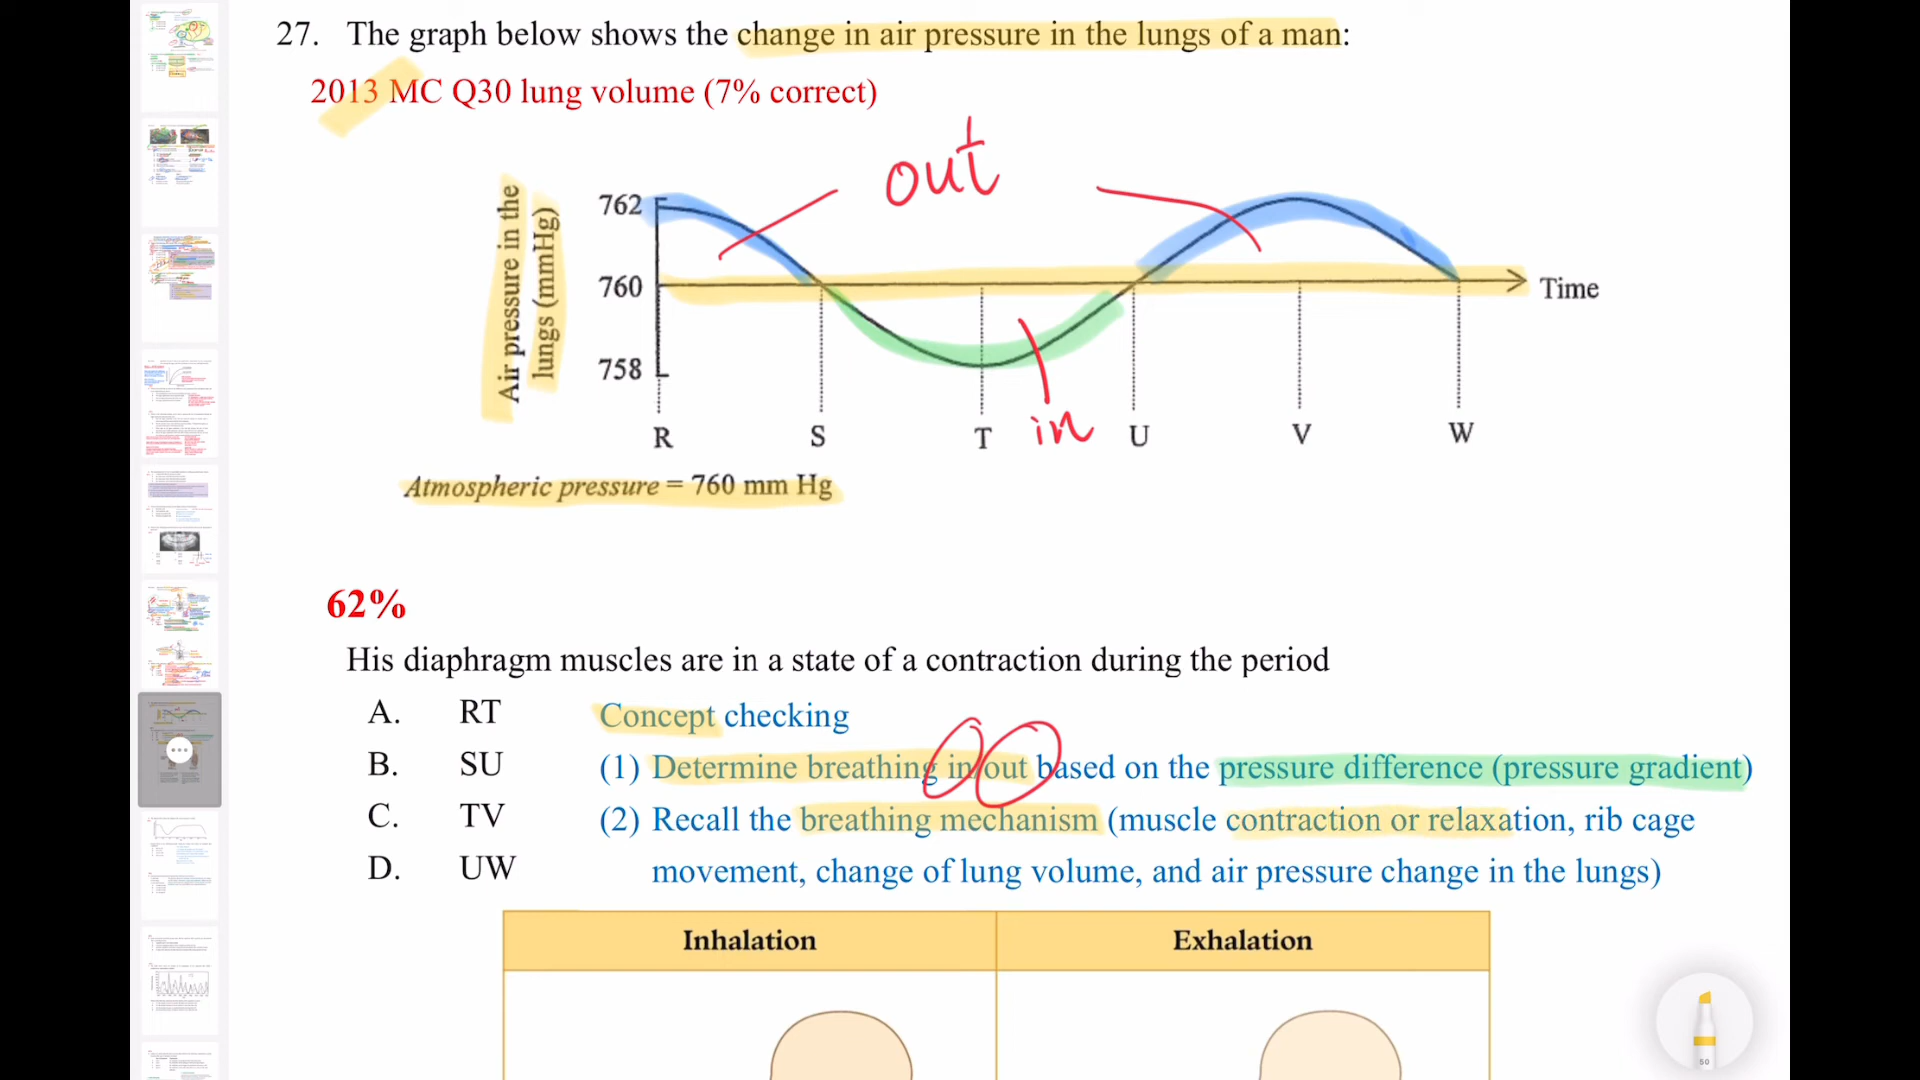 27. The graph below shows the change in air pressure in the lungs of a man:
2013 MC Q30 lung volume (7% correct)
out
Air pressure in the
lungs (mmHg)
762
760
758
Time
R S T in U V W
Atmospheric pressure = 760 mm Hg
62%
His diaphragm muscles are in a state of a contraction during the period
A. RT Concept checking
B. SU (1) Determine breathing in/out based on the pressure difference (pressure gradient)
C. TV (2) Recall the breathing mechanism (muscle contraction or relaxation, rib cage
D. UW movement, change of lung volume, and air pressure change in the lungs)
Inhalation Exhalation
50